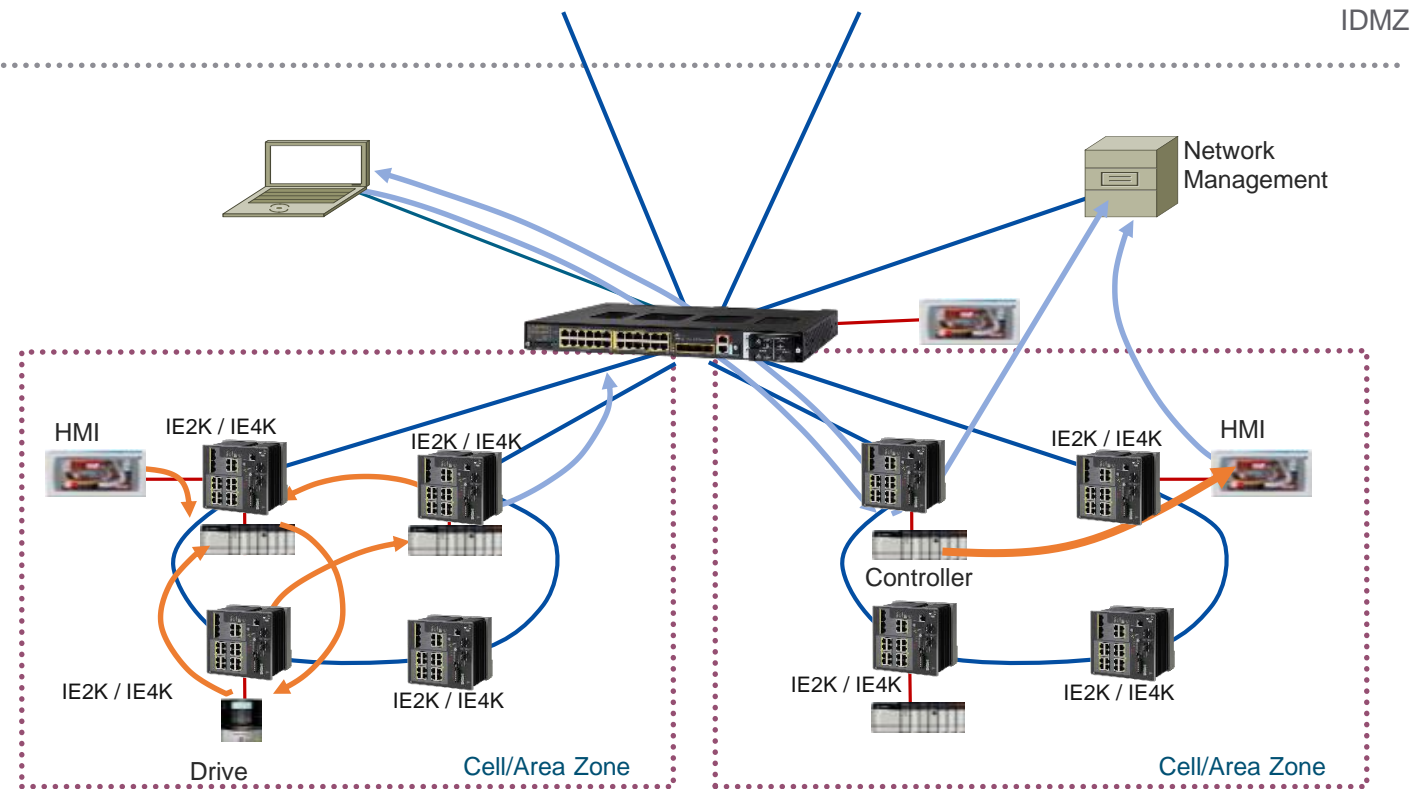 IDMZ
Network
Management
HMI
IE2K / IE4K
IE2K / IE4K
IE2K / IE4K
HMI
Controller
IE2K / IE4K
IE2K / IE4K
IE2K / IE4K
IE2K / IE4K
Drive
Cell/Area Zone
Cell/Area Zone